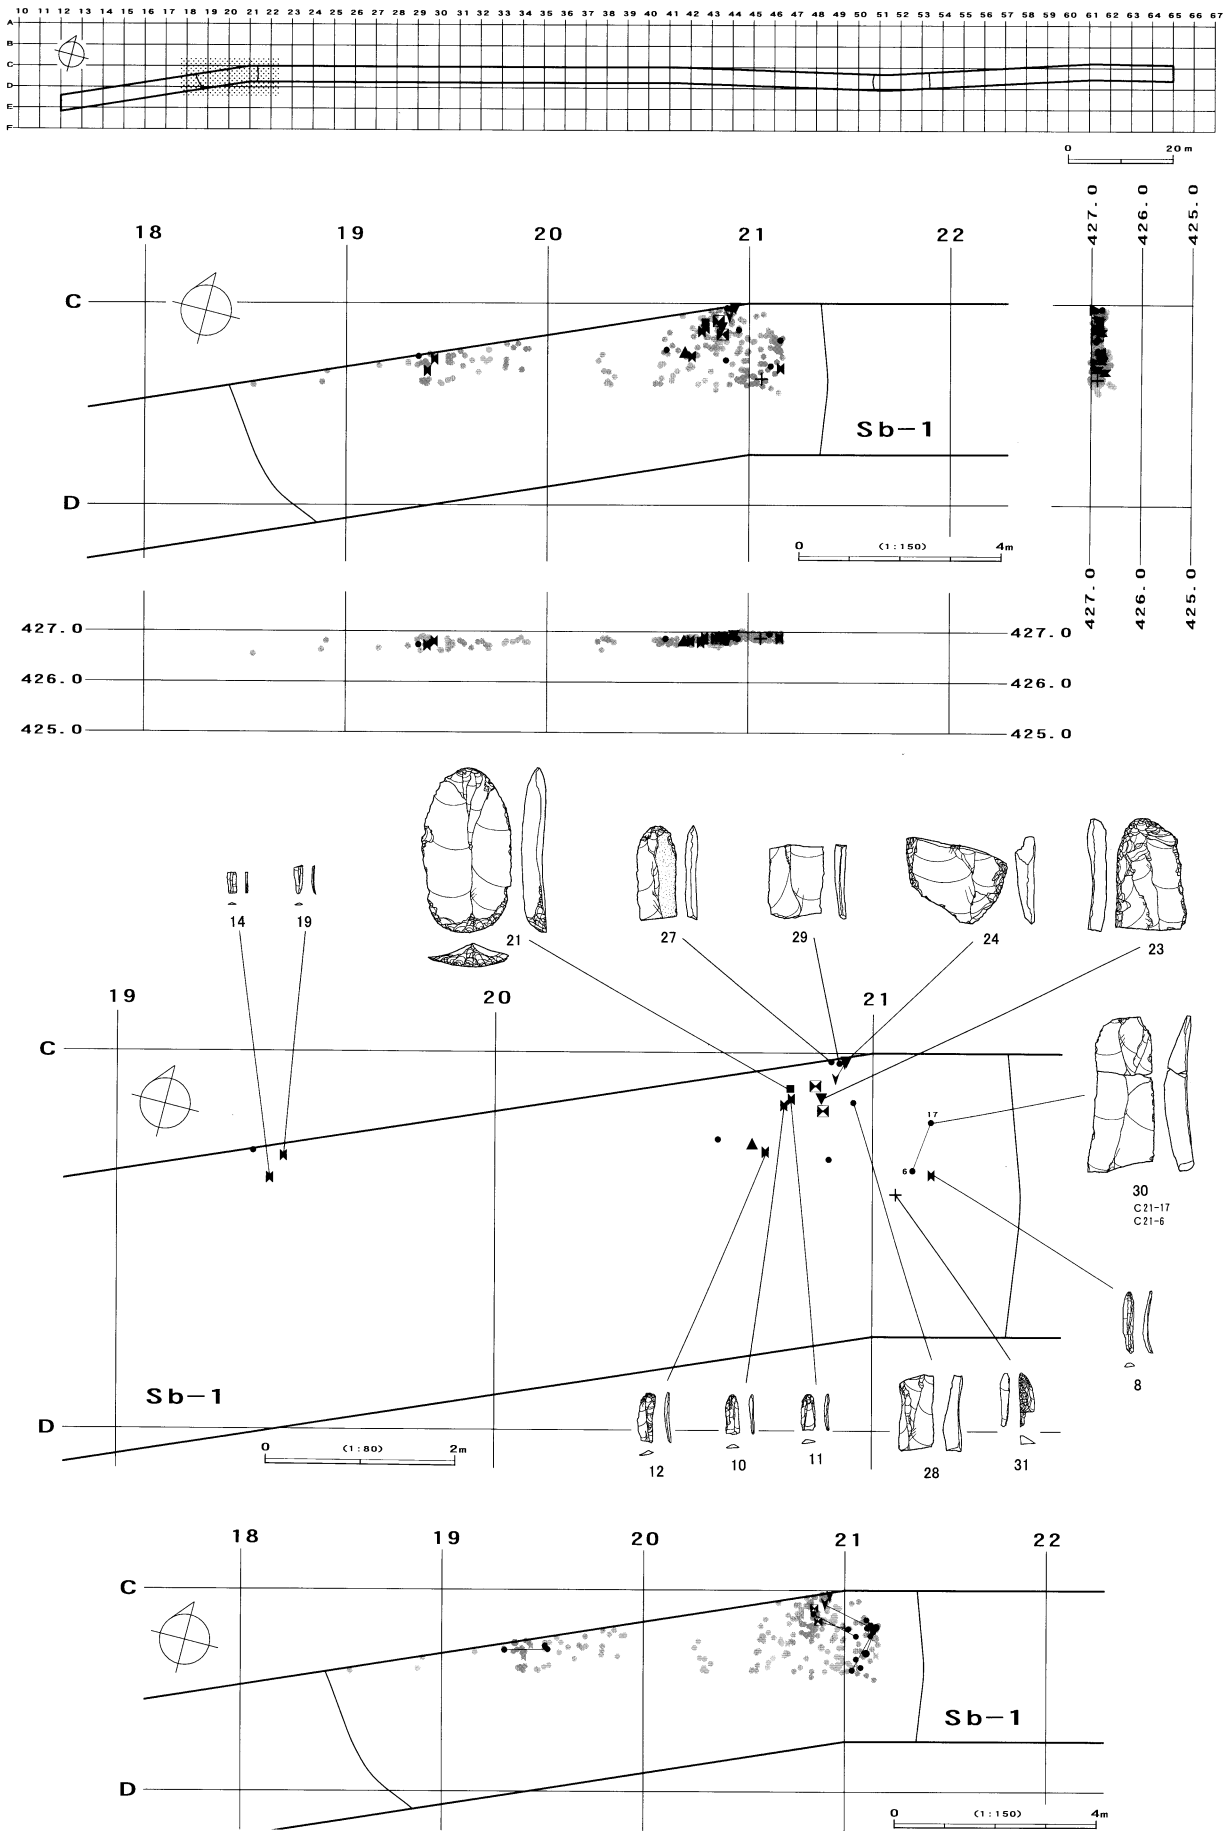 10 11 12 13 14 15 16 17 18 19 20 21 22 23 24 25 26 27 28 29 30 31 32 33 34 35 36 37 38 39 40 41 42 43 44 45 46 47 48 49 50 51 52 53 54 55 56 57 58 59 60 61 62 63 64 65 66 67
A
B
C
D
E
F
0 20m
18 19 20 21 22
427.0 426.0 425.0
C
Sb-1
D
0 (1:150) 4m
427.0 426.0 425.0
427.0 427.0
426.0 426.0
425.0 425.0
14 19 21 27 29 24 23
19 20 21
C
17
6
30
C21-17
C21-6
8
Sb-1
D
0 (1:80) 2m
12 10 11 28 31
18 19 20 21 22
C
Sb-1
D
0 (1:150) 4m